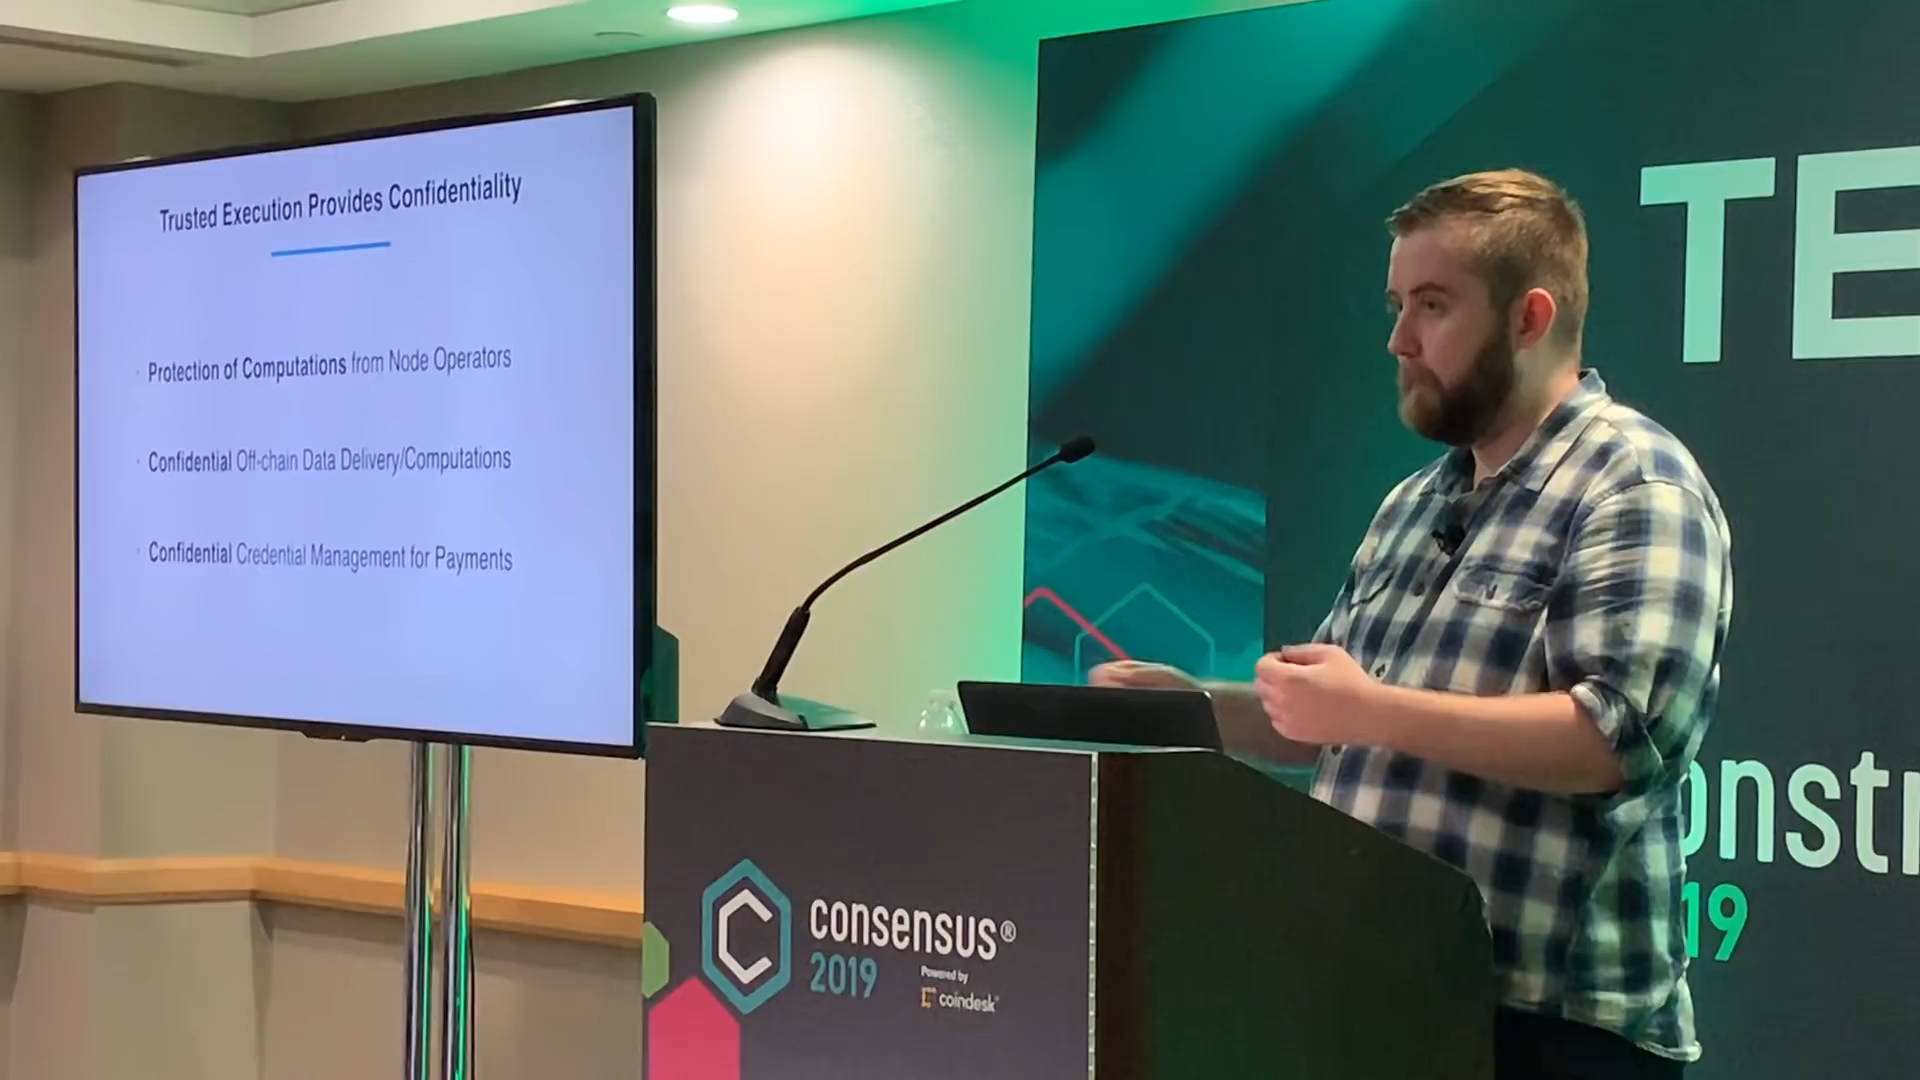 Trusted Execution Provides Confidentiality
Protection of Computations from Node Operators
Confidential Off-chain Data Delivery/Computations
Confidential Credential Management for Payments
consensus®
2019
Powered by
coindesk®
TE
onstr
19